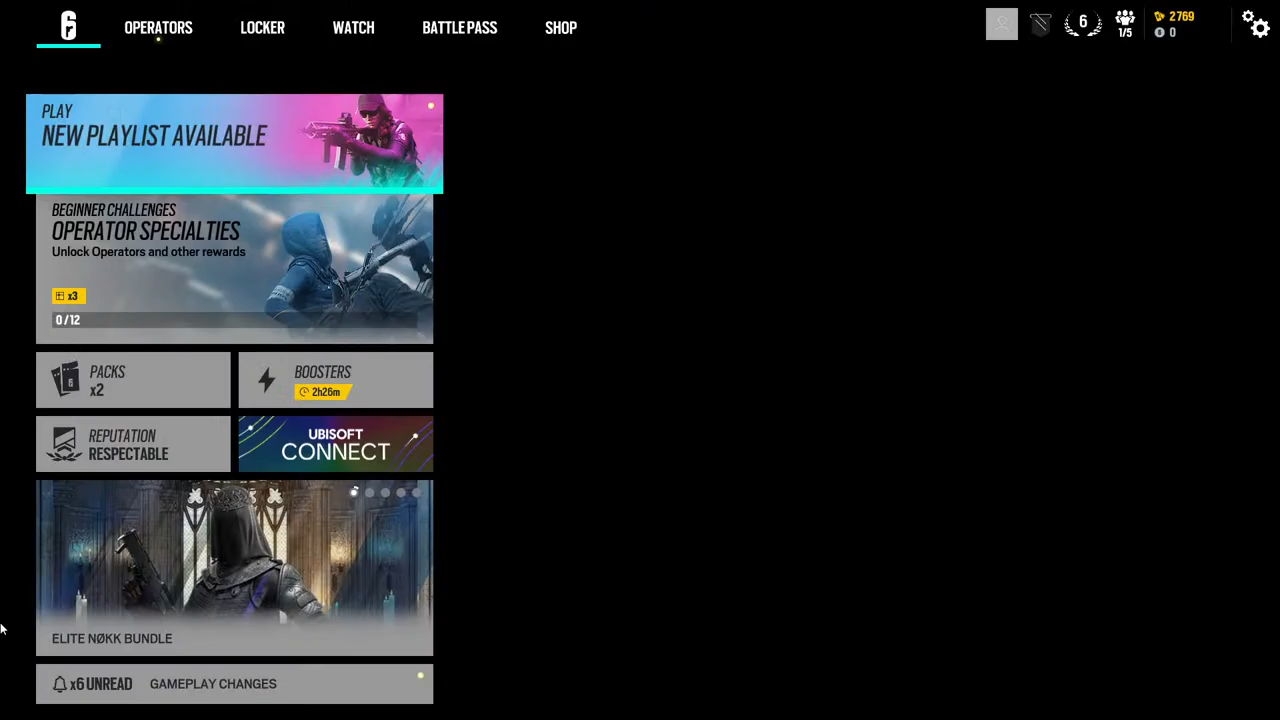 OPERATORS
LOCKER
WATCH
BATTLE PASS
SHOP
6
1/5
2 769
0
PLAY
NEW PLAYLIST AVAILABLE
BEGINNER CHALLENGES
OPERATOR SPECIALTIES
Unlock Operators and other rewards
x3
0/12
PACKS
x2
BOOSTERS
2h26m
REPUTATION
RESPECTABLE
UBISOFT
CONNECT
ELITE NØKK BUNDLE
x6 UNREAD GAMEPLAY CHANGES